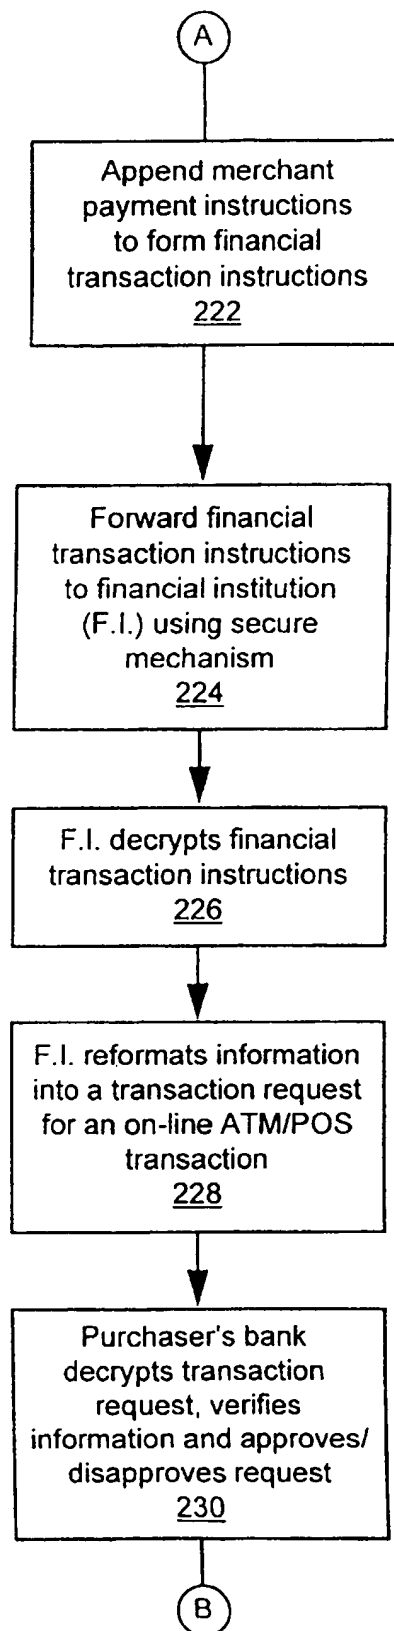 A
Append merchant
payment instructions
to form financial
transaction instructions
222
Forward financial
transaction instructions
to financial institution
(F.I.) using secure
mechanism
224
F.I. decrypts financial
transaction instructions
226
F.I. reformats information
into a transaction request
for an on-line ATM/POS
transaction
228
Purchaser's bank
decrypts transaction
request, verifies
information and approves/
disapproves request
230
B